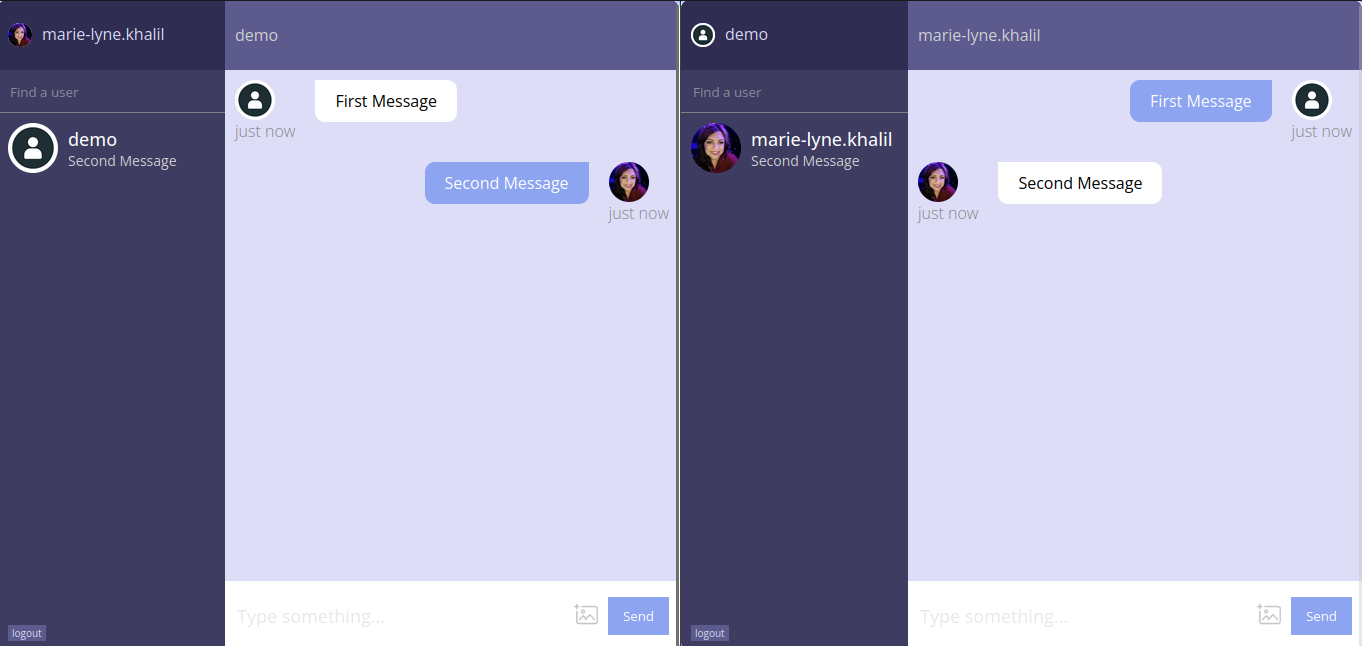 marie-lyne.khalil
demo
Find a user
demo
Second Message
First Message
just now
Second Message
just now
Type something...
Send
logout
demo
marie-lyne.khalil
Find a user
marie-lyne.khalil
Second Message
First Message
just now
Second Message
just now
Type something...
Send
logout